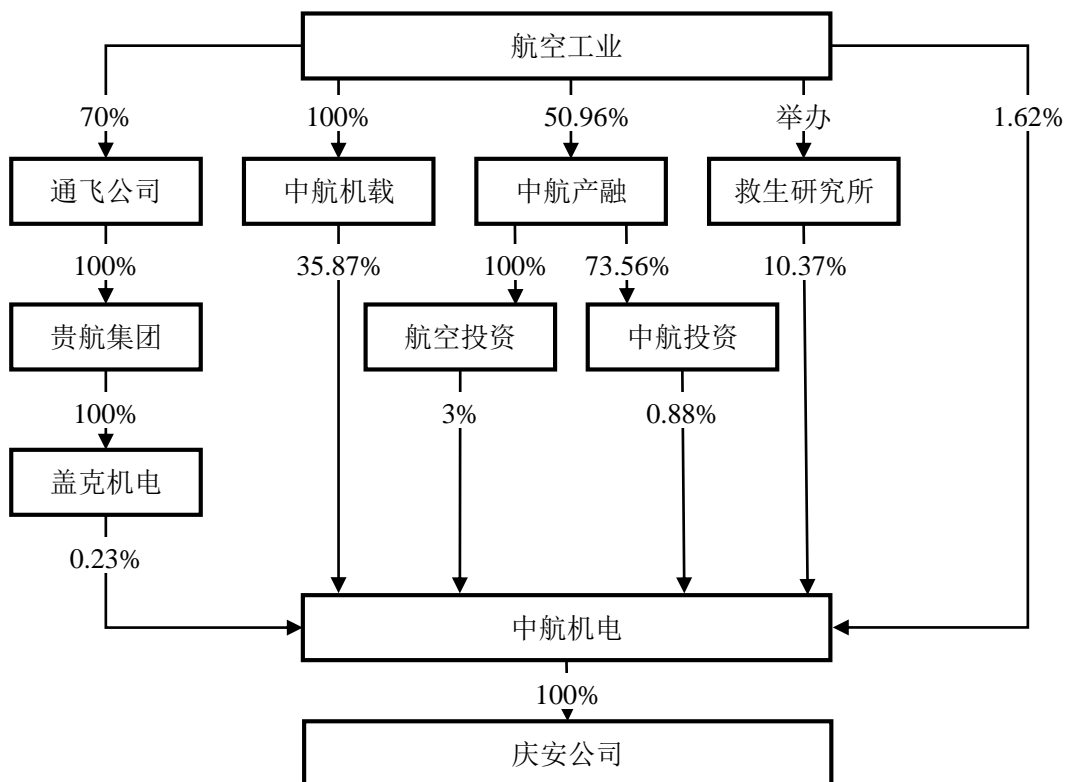 航空工业
70%
100%
50.96%
举办
1.62%
通飞公司
中航机载
中航产融
救生研究所
100%
35.87%
100%
73.56%
10.37%
贵航集团
航空投资
中航投资
100%
3%
0.88%
盖克机电
0.23%
中航机电
100%
庆安公司